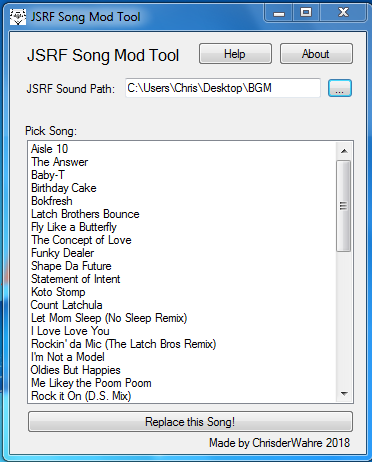 JSRF Song Mod Tool
JSRF Song Mod Tool
Help
About
JSRF Sound Path:
C:\Users\Chris\Desktop\BGM
...
Pick Song:
Aisle 10
The Answer
Baby-T
Birthday Cake
Bokfresh
Latch Brothers Bounce
Fly Like a Butterfly
The Concept of Love
Funky Dealer
Shape Da Future
Statement of Intent
Koto Stomp
Count Latchula
Let Mom Sleep (No Sleep Remix)
I Love Love You
Rockin' da Mic (The Latch Bros Remix)
I'm Not a Model
Oldies But Happies
Me Likey the Poom Poom
Rock it On (D.S. Mix)
Replace this Song!
Made by ChrisderWahre 2018